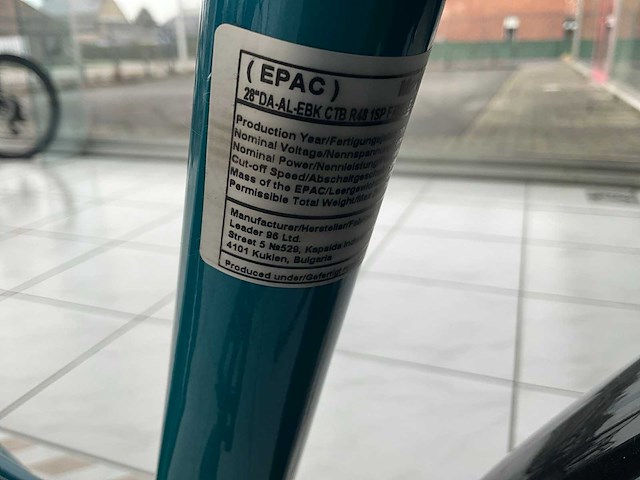 (EPAC)
28"DA-AL-EBK CTB R48 1SP F
Production Year/Fertigungs
Nominal Voltage/Nennspann
Nominal Power/Nennleistung
Cut-off Speed/Abschaltgesch
Mass of the EPAC/Leergewi
Permissible Total Weight/
Manufacturer/Hersteller/
Leader 96 Ltd.
Street 5 №529, Kapsida Indu
4101 Kuklen, Bulgaria
Produced under/Gefertigt